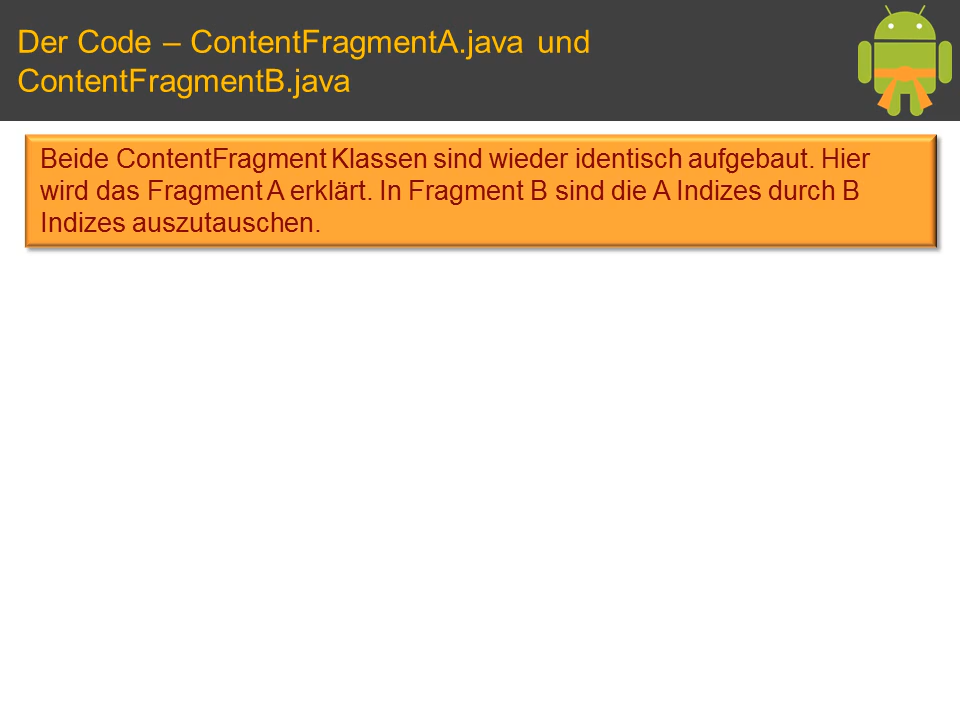 Der Code – ContentFragmentA.java und
ContentFragmentB.java
Beide ContentFragment Klassen sind wieder identisch aufgebaut. Hier
wird das Fragment A erklärt. In Fragment B sind die A Indizes durch B
Indizes auszutauschen.